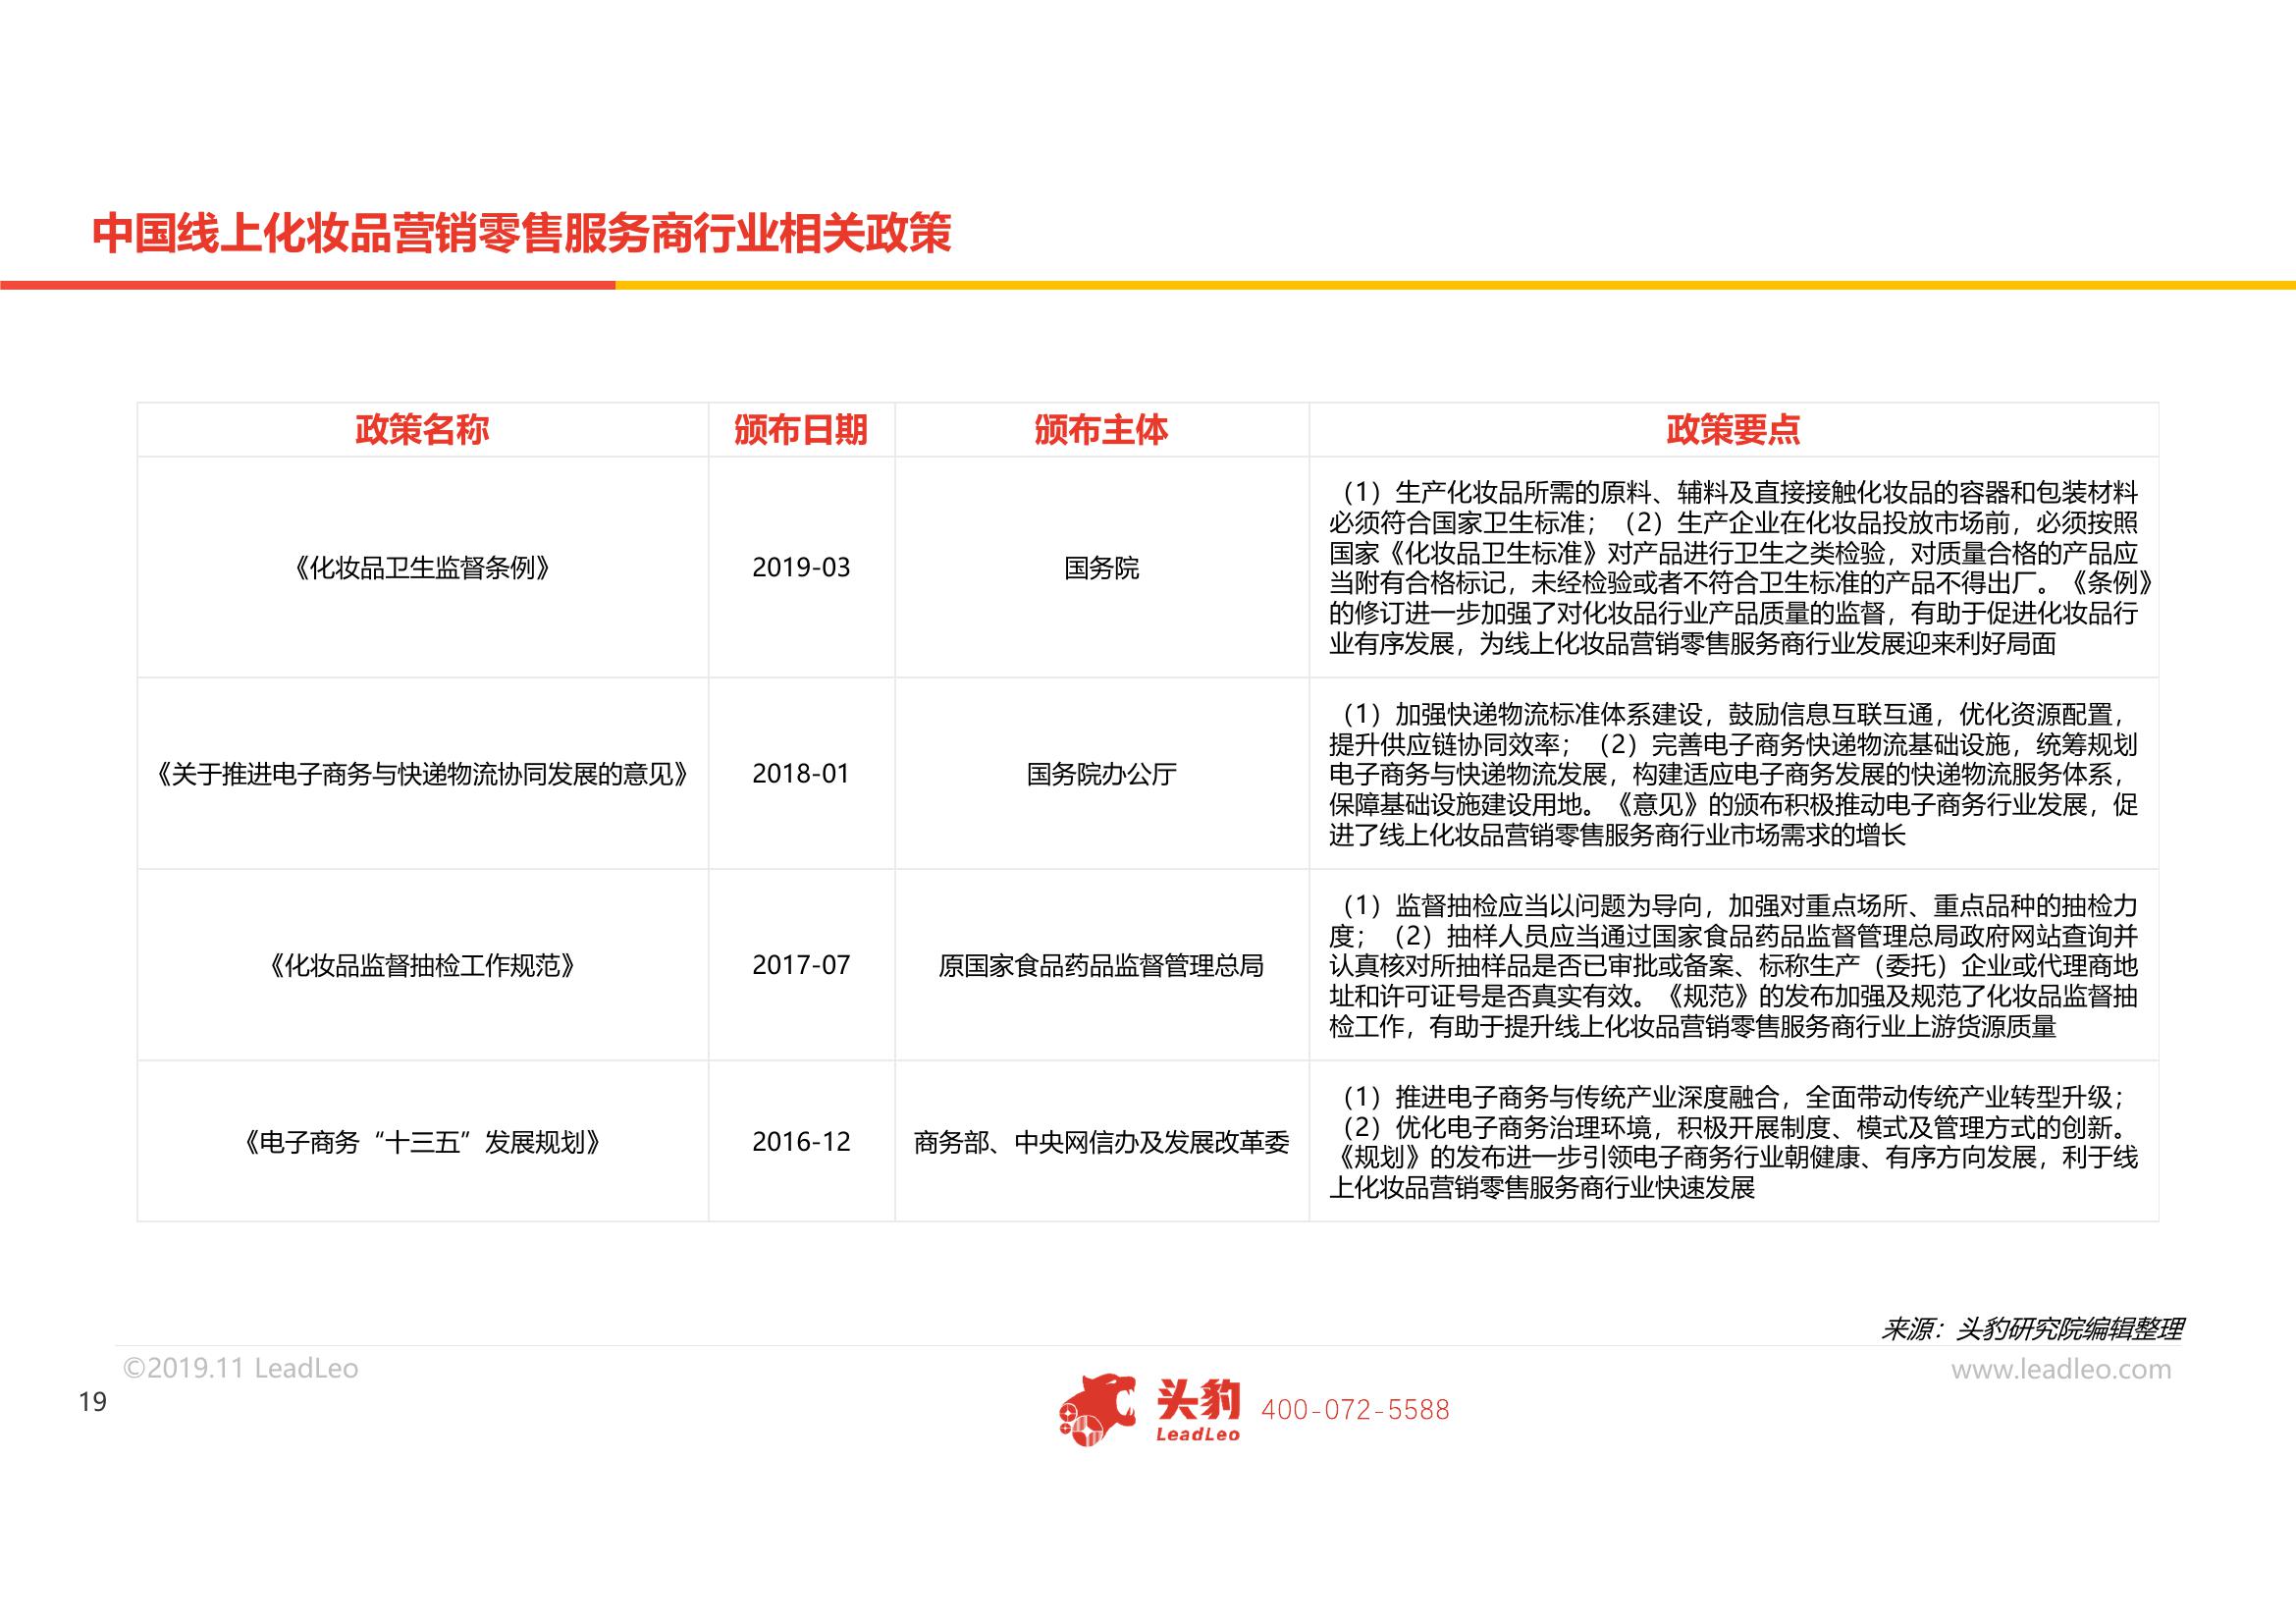 中国线上化妆品营销零售服务商行业相关政策
政策名称
颁布日期
颁布主体
政策要点
《化妆品卫生监督条例》
2019-03
国务院
（1）生产化妆品所需的原料、辅料及直接接触化妆品的容器和包装材料
必须符合国家卫生标准；（2）生产企业在化妆品投放市场前，必须按照
国家《化妆品卫生标准》对产品进行卫生之类检验，对质量合格的产品应
当附有合格标记，未经检验或者不符合卫生标准的产品不得出厂。《条例》
的修订进一步加强了对化妆品行业产品质量的监督，有助于促进化妆品行
业有序发展，为线上化妆品营销零售服务商行业发展迎来利好局面
《关于推进电子商务与快递物流协同发展的意见》
2018-01
国务院办公厅
（1）加强快递物流标准体系建设，鼓励信息互联互通，优化资源配置，
提升供应链协同效率；（2）完善电子商务快递物流基础设施，统筹规划
电子商务与快递物流发展，构建适应电子商务发展的快递物流服务体系，
保障基础设施建设用地。《意见》的颁布积极推动电子商务行业发展，促
进了线上化妆品营销零售服务商行业市场需求的增长
《化妆品监督抽检工作规范》
2017-07
原国家食品药品监督管理总局
（1）监督抽检应当以问题为导向，加强对重点场所、重点品种的抽检力
度；（2）抽样人员应当通过国家食品药品监督管理总局政府网站查询并
认真核对所抽样品是否已审批或备案、标称生产（委托）企业或代理商地
址和许可证号是否真实有效。《规范》的发布加强及规范了化妆品监督抽
检工作，有助于提升线上化妆品营销零售服务商行业上游货源质量
《电子商务“十三五”发展规划》
2016-12
商务部、中央网信办及发展改革委
（1）推进电子商务与传统产业深度融合，全面带动传统产业转型升级；
（2）优化电子商务治理环境，积极开展制度、模式及管理方式的创新。
《规划》的发布进一步引领电子商务行业朝健康、有序方向发展，利于线
上化妆品营销零售服务商行业快速发展
来源：头豹研究院编辑整理
©2019.11 LeadLeo
www.leadleo.com
19
头豹
LeadLeo
400-072-5588